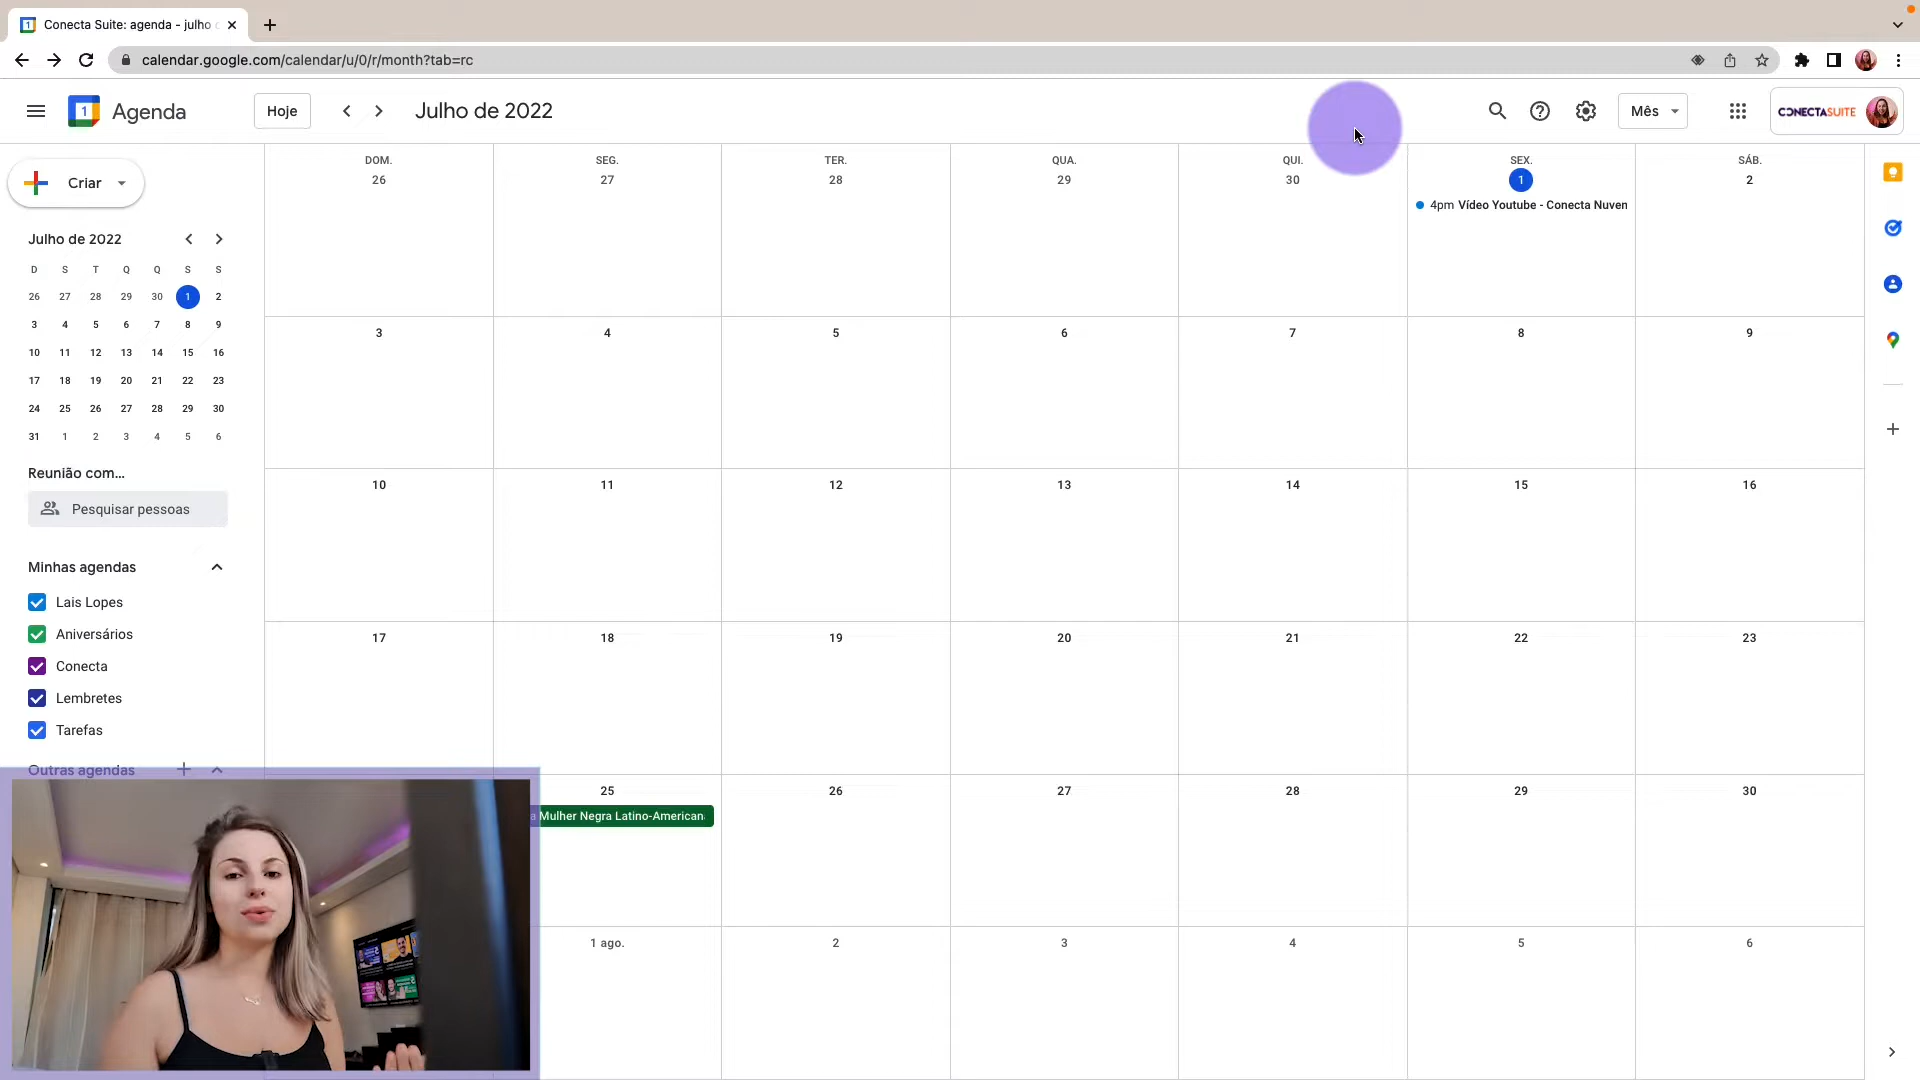 Conecta Suite: agenda - julho
calendar.google.com/calendar/u/0/r/month?tab=rc
1 Agenda
Hoje
Julho de 2022
Mês
CONECTASUITE
Criar
Julho de 2022
D S T Q Q S S
26 27 28 29 30 1 2
3 4 5 6 7 8 9
10 11 12 13 14 15 16
17 18 19 20 21 22 23
24 25 26 27 28 29 30
31 1 2 3 4 5 6
Reunião com...
Pesquisar pessoas
Minhas agendas
Lais Lopes
Aniversários
Conecta
Lembretes
Tarefas
Outras agendas
DOM. SEG. TER. QUA. QUI. SEX. SÁB.
26 27 28 29 30 1 2
4pm Vídeo Youtube - Conecta Nuven
3 4 5 6 7 8 9
10 11 12 13 14 15 16
17 18 19 20 21 22 23
25 26 27 28 29 30
a Mulher Negra Latino-American
1 ago. 2 3 4 5 6